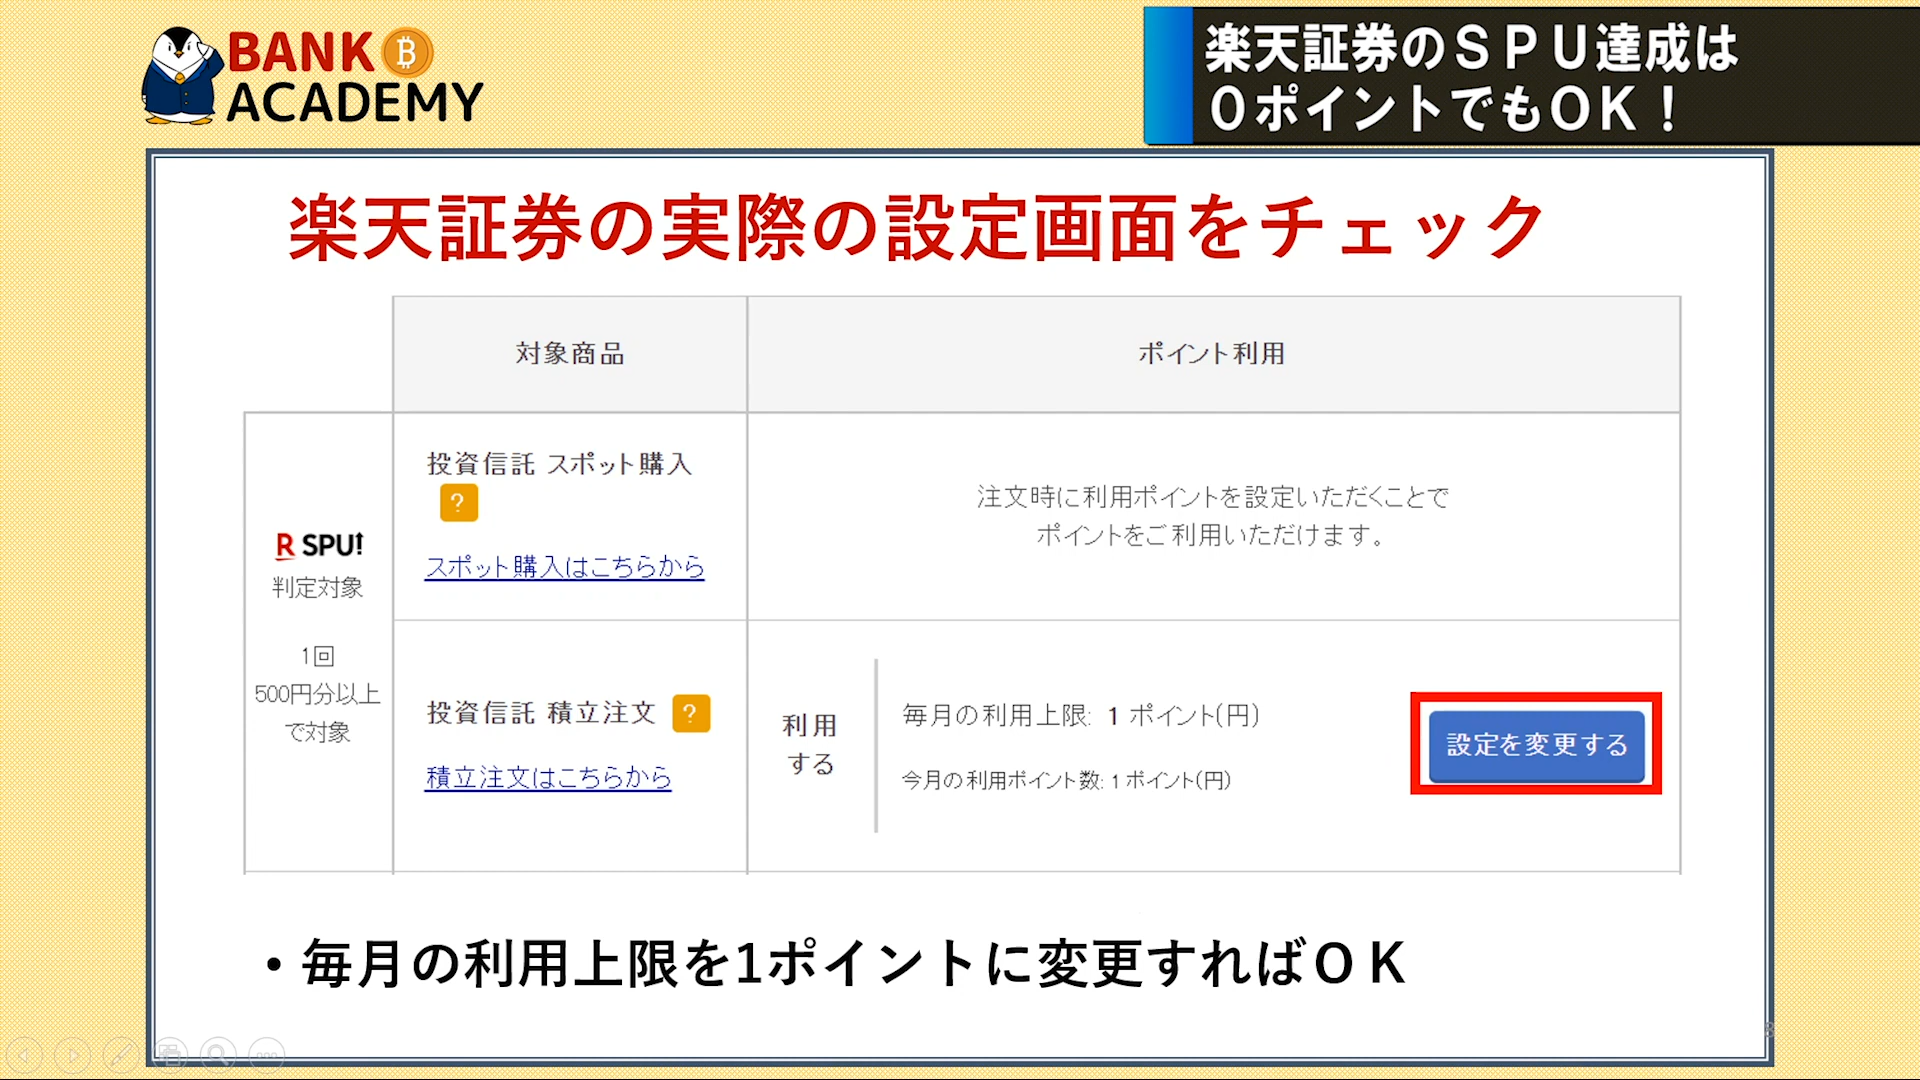 BANK
ACADEMY
楽天証券のSPU達成は
0ポイントでもOK！
楽天証券の実際の設定画面をチェック
対象商品
ポイント利用
R SPU!
判定対象
1回
500円分以上
で対象
投資信託 スポット購入
?
スポット購入はこちらから
注文時に利用ポイントを設定いただくことで
ポイントをご利用いただけます。
投資信託 積立注文 ?
積立注文はこちらから
利用
する
毎月の利用上限: 1 ポイント(円)
今月の利用ポイント数: 1 ポイント(円)
設定を変更する
・毎月の利用上限を1ポイントに変更すればOK